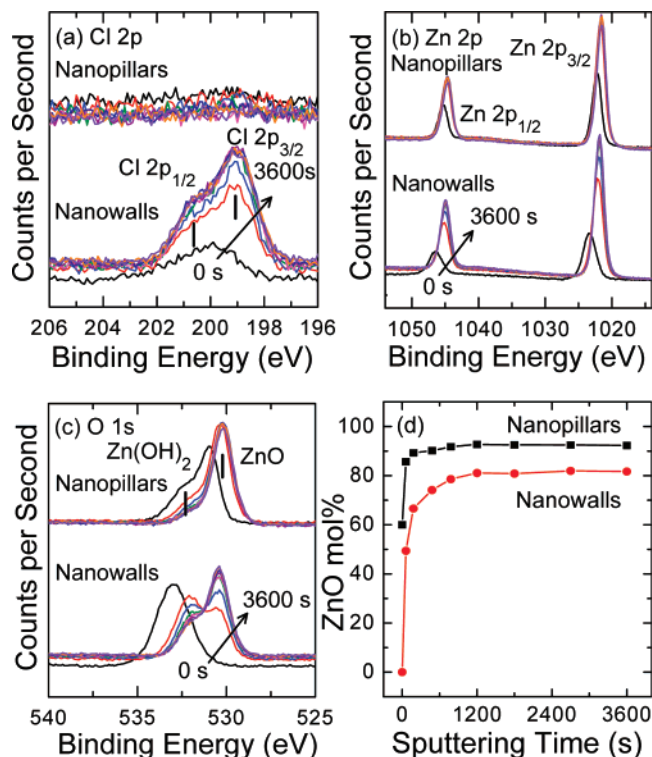 (a) Cl 2p
Nanopillars
Cl 2p3/2
Cl 2p1/2
3600s
Nanowalls
0 s
206 204 202 200 198 196
Binding Energy (eV)
Counts per Second
(b) Zn 2p
Zn 2p3/2
Nanopillars
Zn 2p1/2
Nanowalls
3600 s
0 s
1050 1040 1030 1020
Binding Energy (eV)
Counts per Second
(c) O 1s
Zn(OH)2
ZnO
Nanopillars
Nanowalls
3600 s
0 s
540 535 530 525
Binding Energy (eV)
Counts per Second
(d)
Nanopillars
Nanowalls
100
80
60
40
20
0
0 1200 2400 3600
Sputtering Time (s)
ZnO mol%